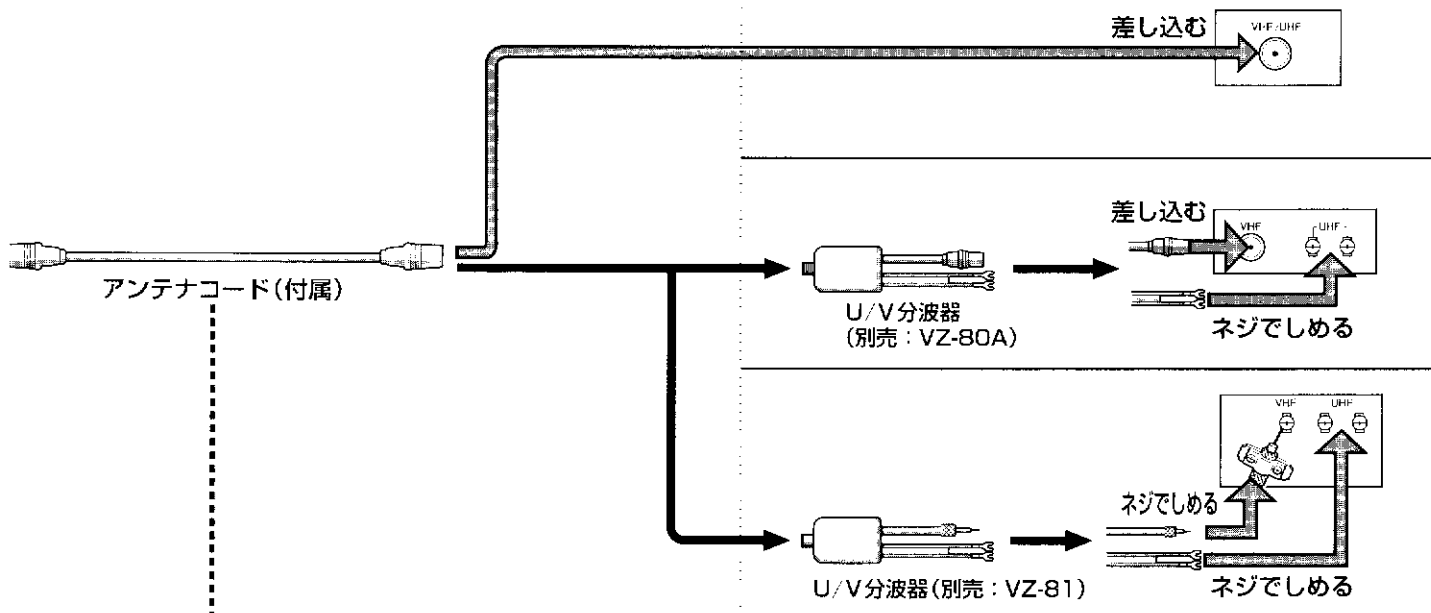 差し込む
VHF/UHF
差し込む
VHF
UHF
アンテナコード(付属)
U/V分波器
(別売:VZ-80A)
ネジでしめる
VHF
UHF
ネジでしめる
U/V分波器(別売:VZ-81)
ネジでしめる